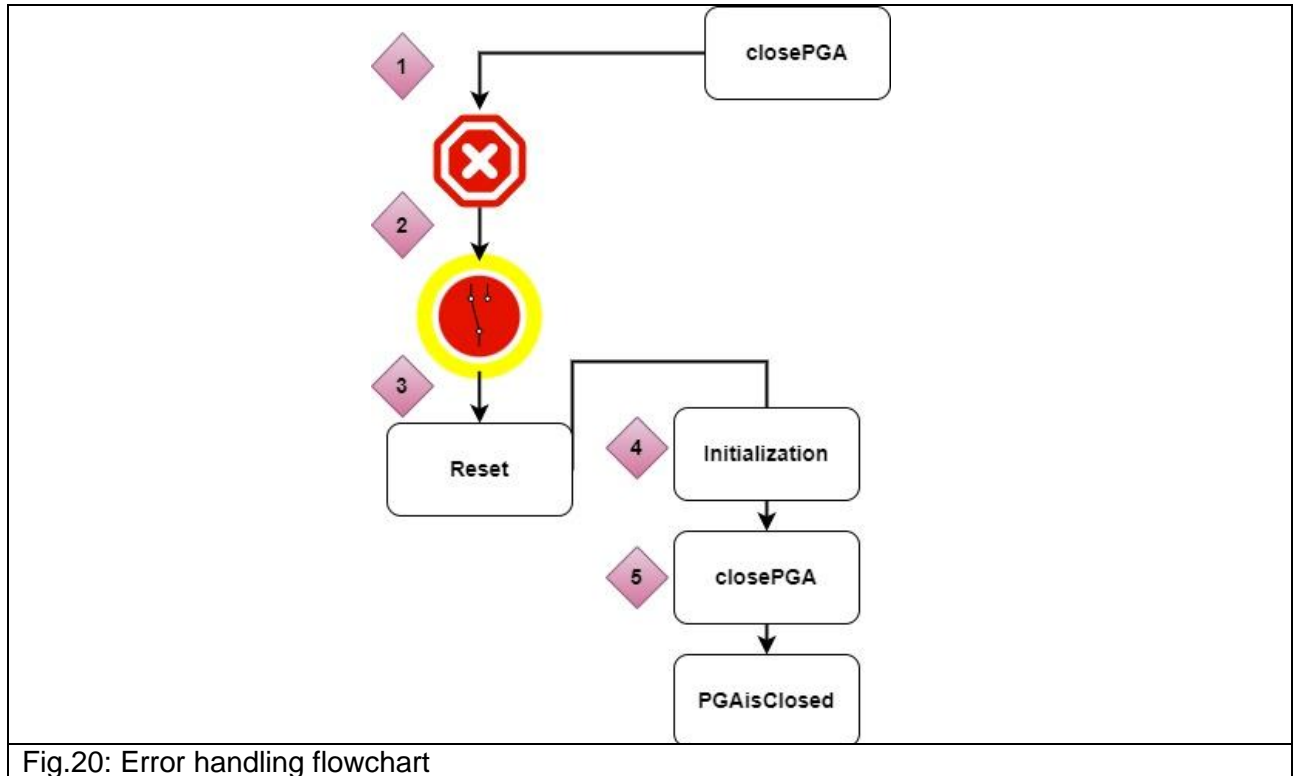 closePGA
1
2
3
Reset
4
Initialization
5
closePGA
PGAisClosed
Fig.20: Error handling flowchart